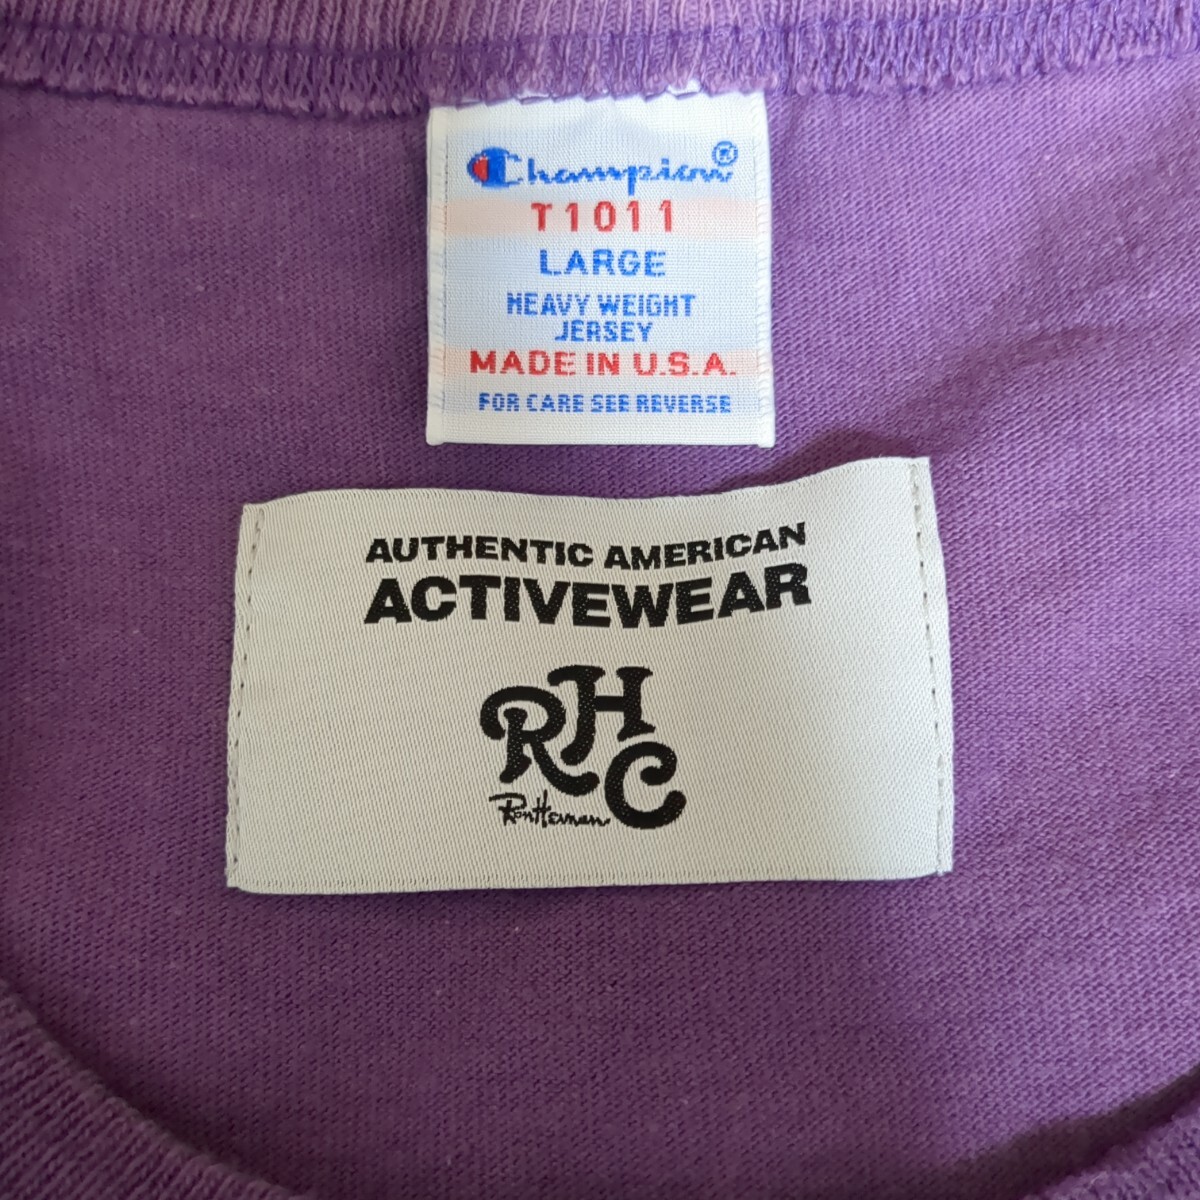 Champion®
T1011
LARGE
HEAVY WEIGHT
JERSEY
MADE IN U.S.A.
FOR CARE SEE REVERSE
AUTHENTIC AMERICAN
ACTIVEWEAR
RHC
Ron Herman